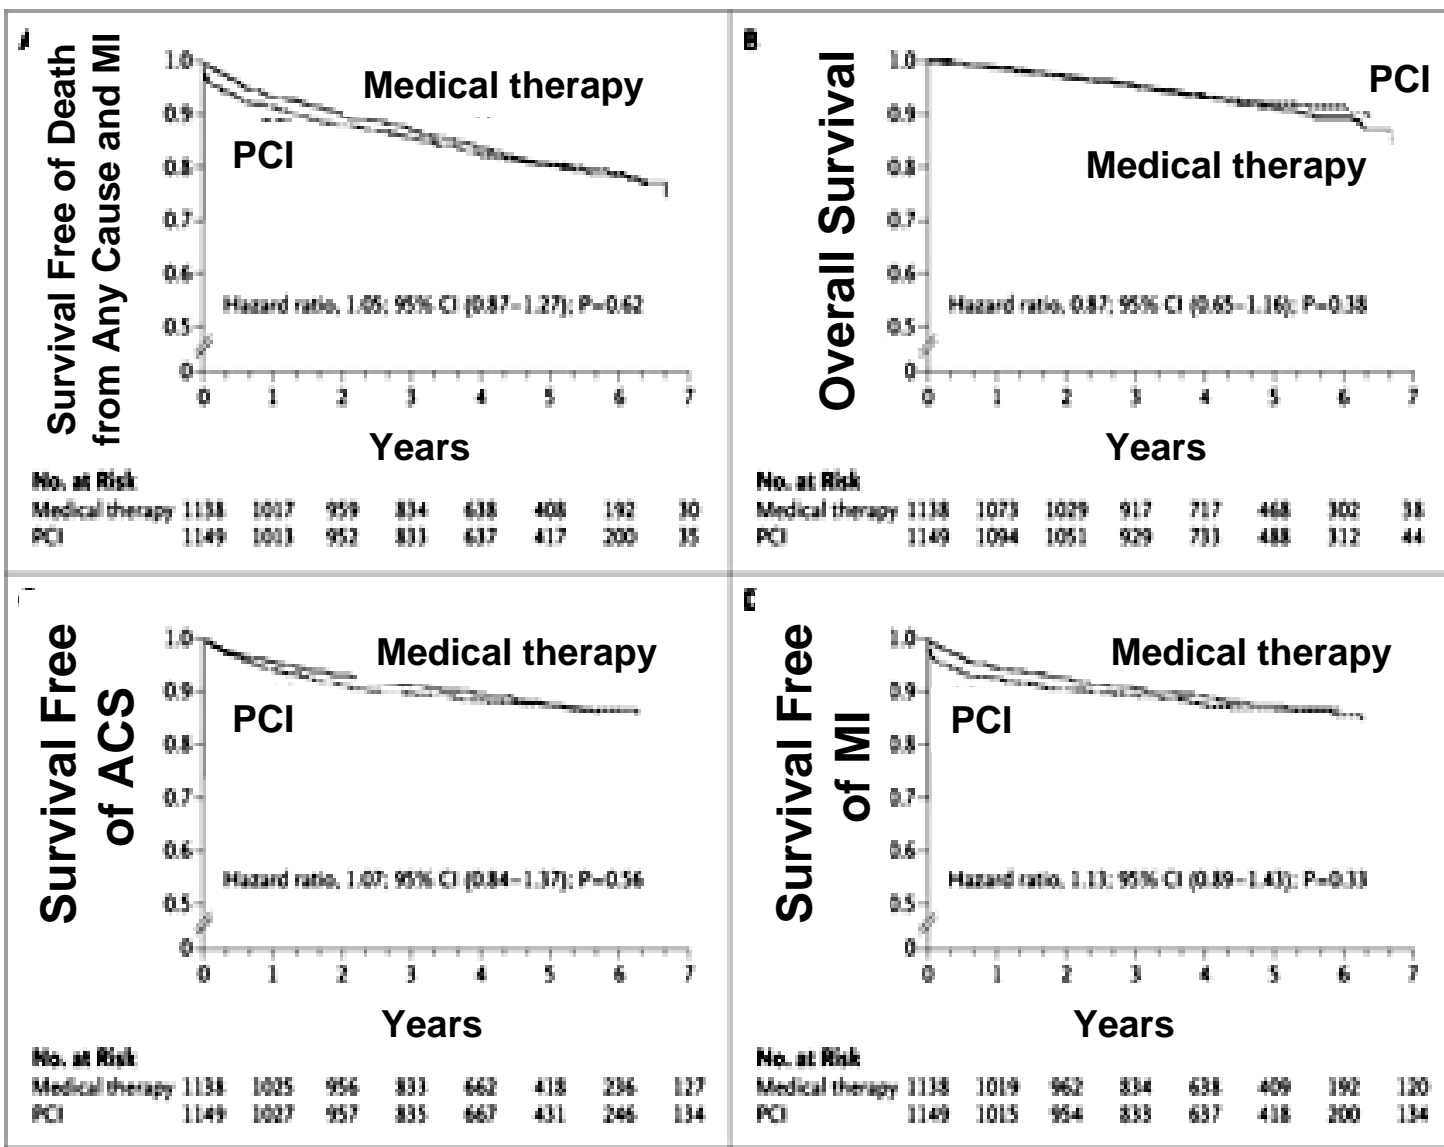 A
Survival Free of Death
from Any Cause and MI
1.0
0.9
0.8
0.7
0.6
0.5
0
Medical therapy
PCI
Hazard ratio, 1.05; 95% CI (0.87–1.27); P=0.62
0 1 2 3 4 5 6 7
Years
No. at Risk
Medical therapy 1138 1017 959 834 638 408 192 30
PCI 1149 1013 952 833 637 417 200 35
B
Overall Survival
1.0
0.9
0.8
0.7
0.6
0.5
0
PCI
Medical therapy
Hazard ratio, 0.87; 95% CI (0.65–1.16); P=0.38
0 1 2 3 4 5 6 7
Years
No. at Risk
Medical therapy 1138 1073 1029 917 717 468 302 38
PCI 1149 1094 1051 929 733 488 312 44
Survival Free
of ACS
1.0
0.9
0.8
0.7
0.6
0.5
0
Medical therapy
PCI
Hazard ratio, 1.07; 95% CI (0.84–1.37); P=0.56
0 1 2 3 4 5 6 7
Years
No. at Risk
Medical therapy 1138 1025 956 833 662 418 236 127
PCI 1149 1027 957 835 667 431 246 134
Survival Free
of MI
1.0
0.9
0.8
0.7
0.6
0.5
0
Medical therapy
PCI
Hazard ratio, 1.13; 95% CI (0.89–1.43); P=0.33
0 1 2 3 4 5 6 7
Years
No. at Risk
Medical therapy 1138 1019 962 834 638 409 192 120
PCI 1149 1015 954 833 637 418 200 134